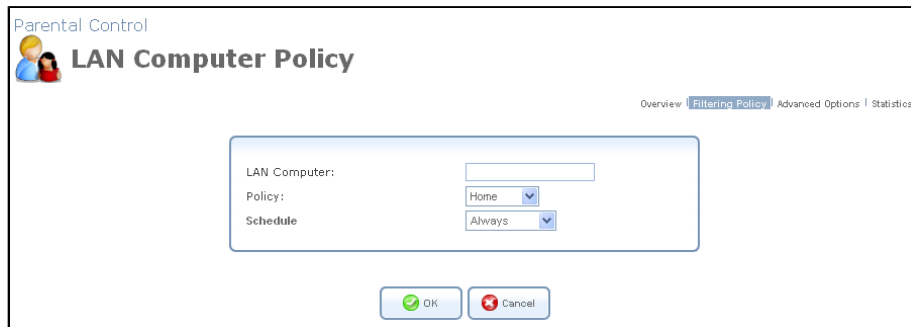 Parental Control
LAN Computer Policy
Overview | Filtering Policy | Advanced Options | Statistics
LAN Computer:
Policy: Home
Schedule Always
OK Cancel